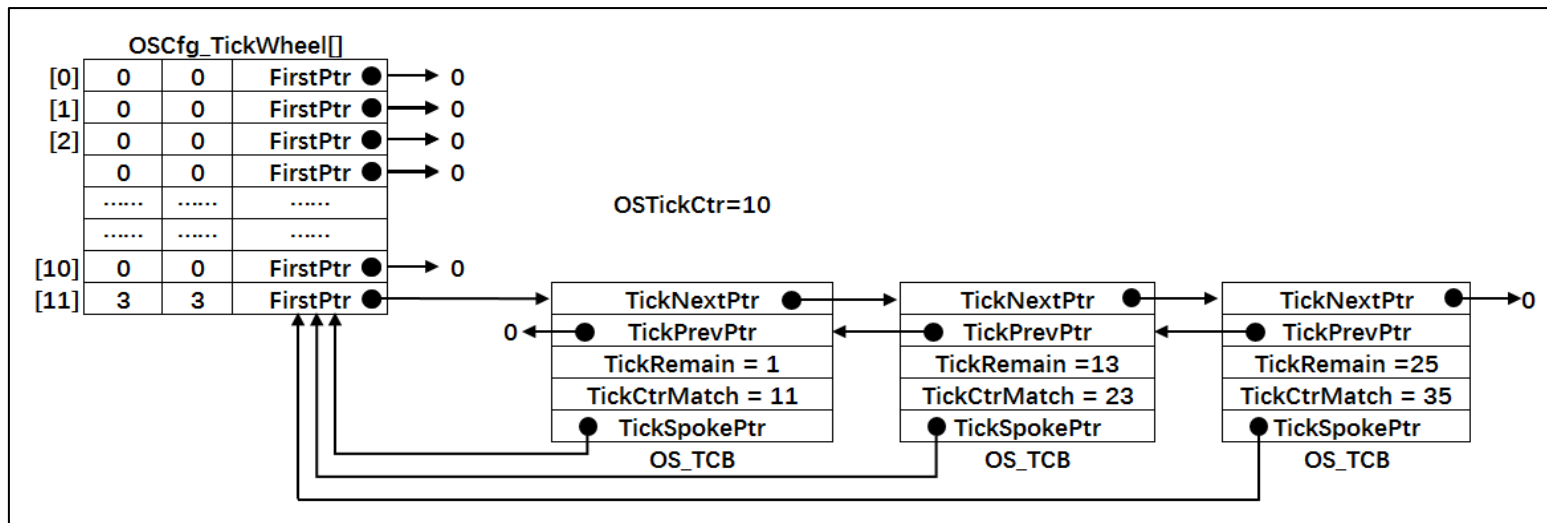 OSCfg_TickWheel[]
[0] 0 0 FirstPtr 0
[1] 0 0 FirstPtr 0
[2] 0 0 FirstPtr 0
0 0 FirstPtr 0
…… …… ……
OSTickCtr=10
…… …… ……
[10] 0 0 FirstPtr 0
[11] 3 3 FirstPtr
TickNextPtr TickNextPtr TickNextPtr 0
0 TickPrevPtr TickPrevPtr TickPrevPtr
TickRemain = 1 TickRemain =13 TickRemain =25
TickCtrMatch = 11 TickCtrMatch = 23 TickCtrMatch = 35
TickSpokePtr TickSpokePtr TickSpokePtr
OS_TCB OS_TCB OS_TCB